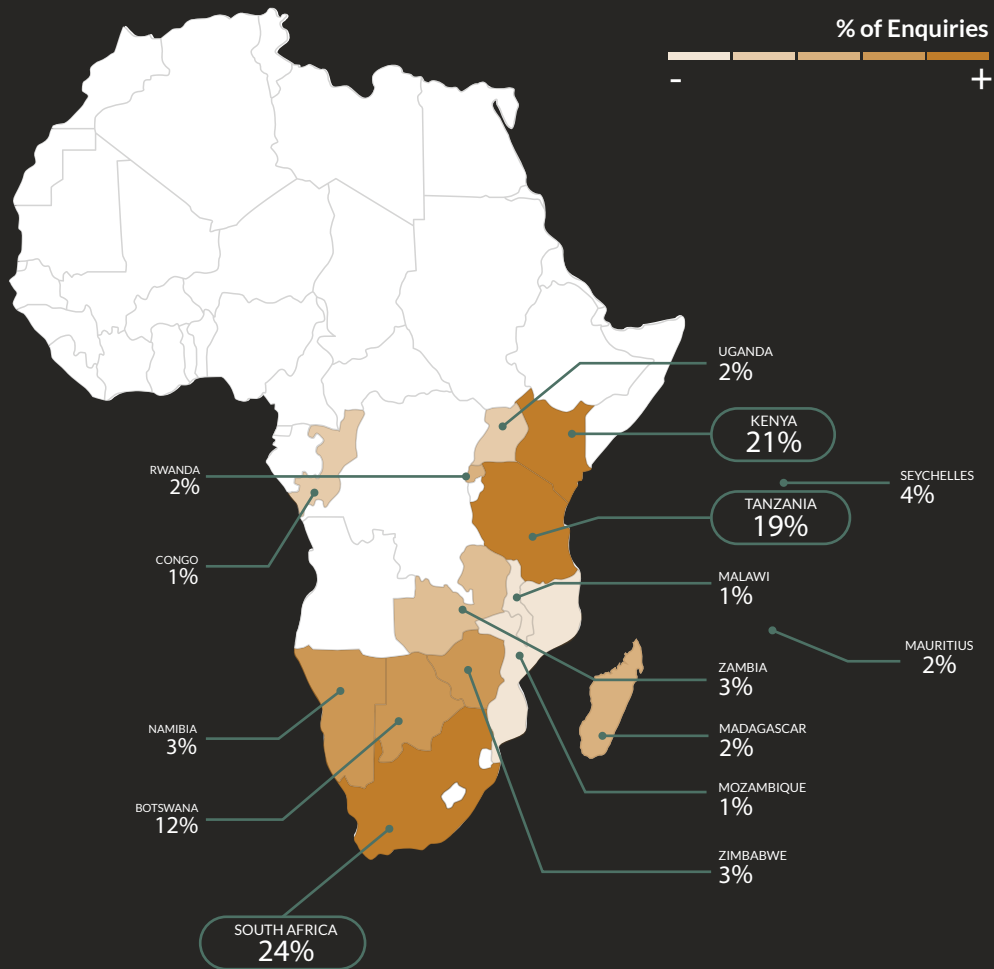 % of Enquiries
- +
UGANDA
2%
KENYA
21%
RWANDA
2%
SEYCHELLES
4%
TANZANIA
19%
CONGO
1%
MALAWI
1%
MAURITIUS
2%
ZAMBIA
3%
NAMIBIA
3%
MADAGASCAR
2%
MOZAMBIQUE
1%
BOTSWANA
12%
ZIMBABWE
3%
SOUTH AFRICA
24%